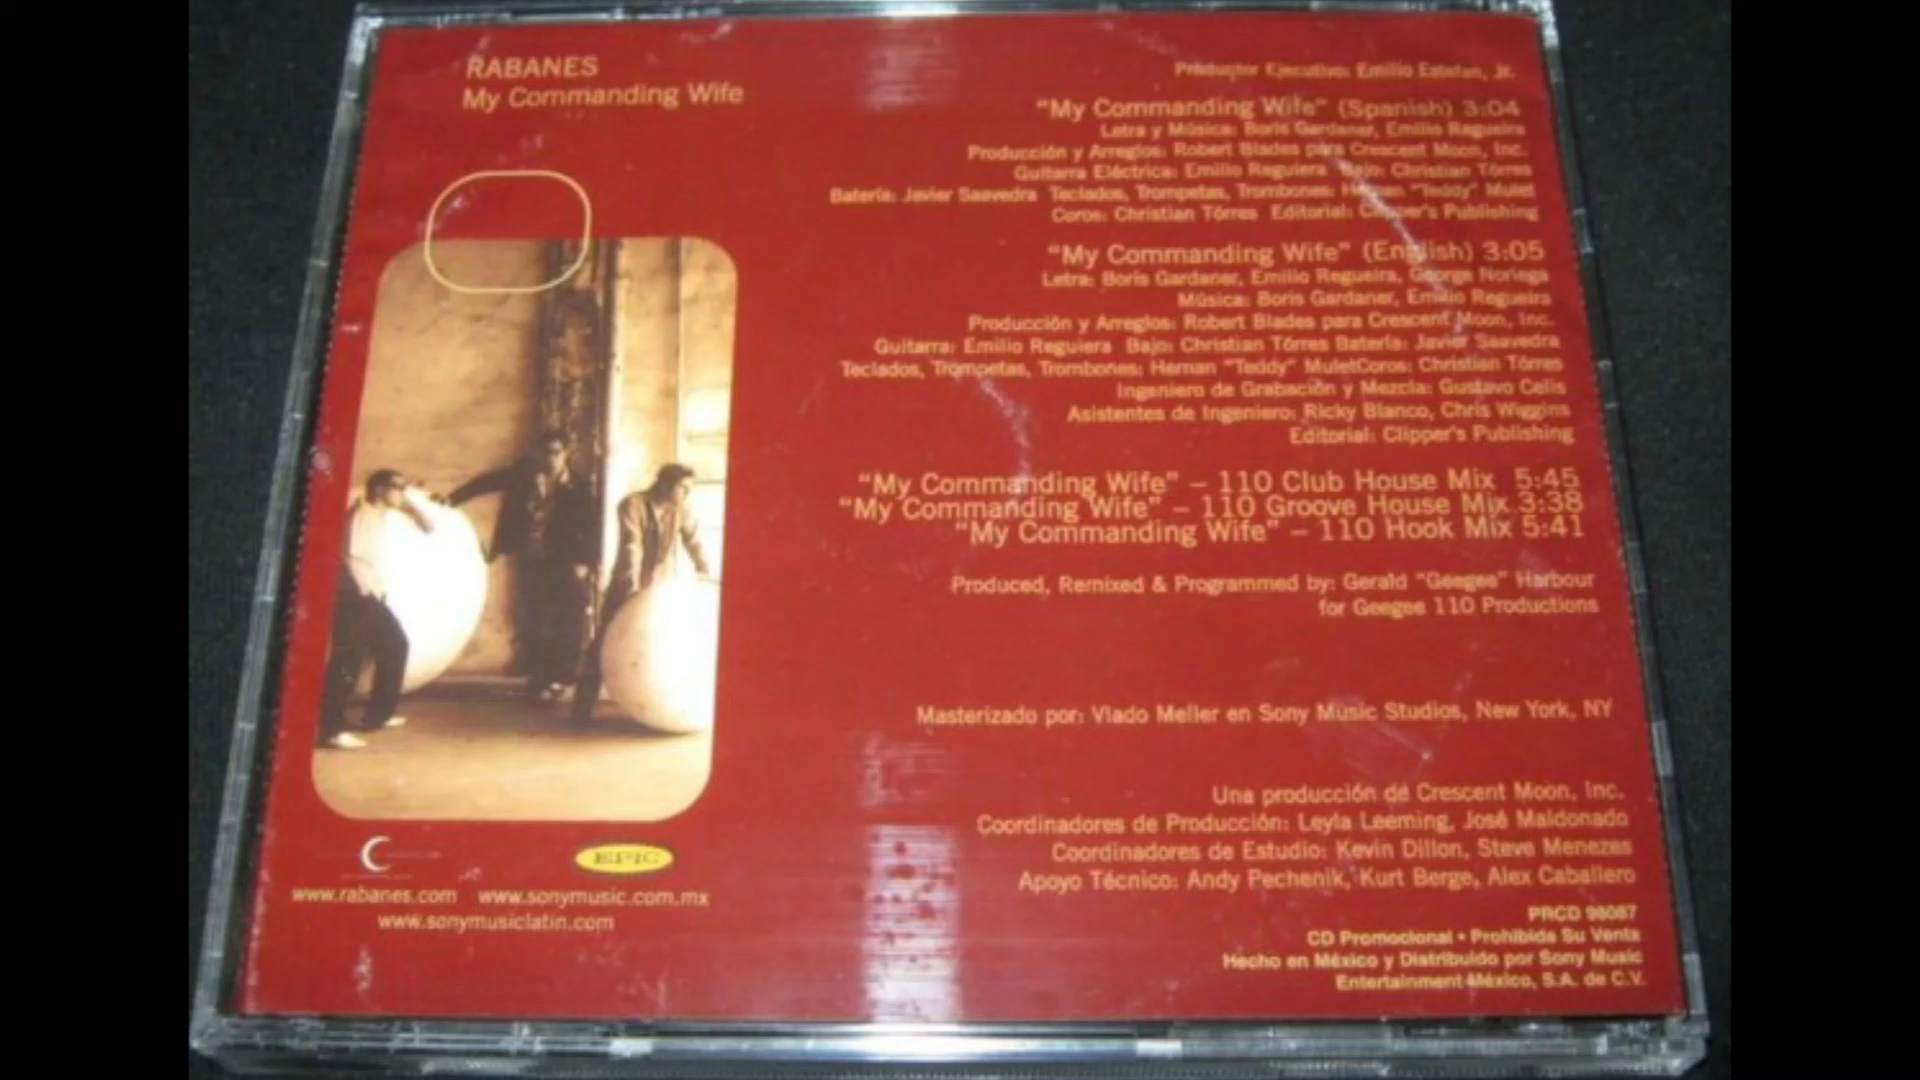 RABANES
My Commanding Wife
Productor Ejecutivo: Emilio Estefan, Jr.
"My Commanding Wife" (Spanish) 3:04
Letra y Música: Boris Gardaner, Emilio Regueira
Producción y Arreglos: Robert Blades para Crescent Moon, Inc.
Guitarra Eléctrica: Emilio Reguiera Bajo: Christian Tórres
Batería: Javier Saavedra Teclados, Trompetas, Trombones: Hernan "Teddy" Mulet
Coros: Christian Tórres Editorial: Clipper's Publishing
"My Commanding Wife" (English) 3:05
Letra: Boris Gardaner, Emilio Regueira, George Noriega
Música: Boris Gardaner, Emilio Regueira
Producción y Arreglos: Robert Blades para Crescent Moon, Inc.
Guitarra: Emilio Reguiera Bajo: Christian Tórres Batería: Javier Saavedra
Teclados, Trompetas, Trombones: Hernan "Teddy" MuletCoros: Christian Tórres
Ingeniero de Grabación y Mezcla: Gustavo Celis
Asistentes de Ingeniero: Ricky Blanco, Chris Wiggins
Editorial: Clipper's Publishing
"My Commanding Wife" – 110 Club House Mix 5:45
"My Commanding Wife" – 110 Groove House Mix 3:38
"My Commanding Wife" – 110 Hook Mix 5:41
Produced, Remixed & Programmed by: Gerald "Geegee" Harbour
for Geegee 110 Productions
Masterizado por: Vlado Meller en Sony Music Studios, New York, NY
Una producción de Crescent Moon, Inc.
Coordinadores de Producción: Leyla Leeming, José Maldonado
Coordinadores de Estudio: Kevin Dillon, Steve Menezes
Apoyo Técnico: Andy Pechenik, Kurt Berge, Alex Caballero
EPIC
www.rabanes.com www.sonymusic.com.mx
www.sonymusiclatin.com
PRCD 98087
CD Promocional • Prohibida Su Venta
Hecho en México y Distribuido por Sony Music
Entertainment México, S.A. de C.V.